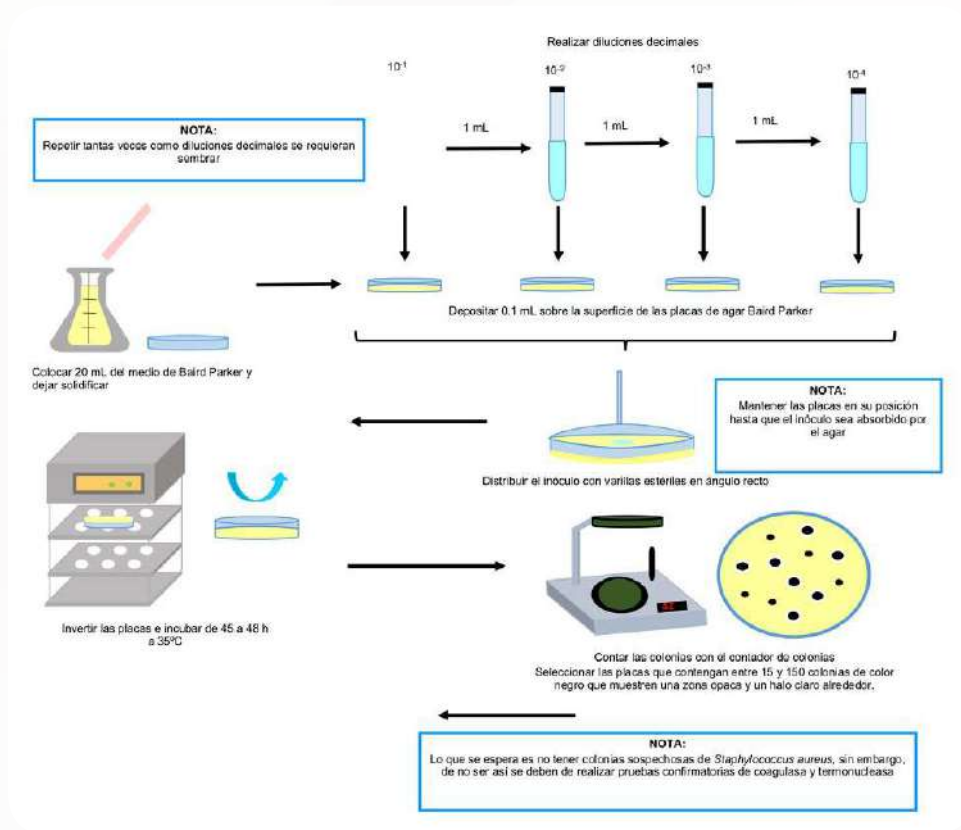 Realizar diluciones decimales
10-1
10-2
10-3
10-4
1 mL
1 mL
1 mL
NOTA:
Repetir tantas veces como diluciones decimales se requieran
sembrar
Depositar 0.1 mL sobre la superficie de las placas de agar Baird Parker
Colocar 20 mL del medio de Baird Parker y
dejar solidificar
NOTA:
Mantener las placas en su posición
hasta que el inóculo sea absorbido por
el agar
Distribuir el inóculo con varillas estériles en ángulo recto
Invertir las placas e incubar de 45 a 48 h
a 35ºC
Contar las colonias con el contador de colonias
Seleccionar las placas que contengan entre 15 y 150 colonias de color
negro que muestren una zona opaca y un halo claro alrededor.
NOTA:
Lo que se espera es no tener colonias sospechosas de Staphylococcus aureus, sin embargo,
de no ser así se deben de realizar pruebas confirmatorias de coagulasa y termonucleasa